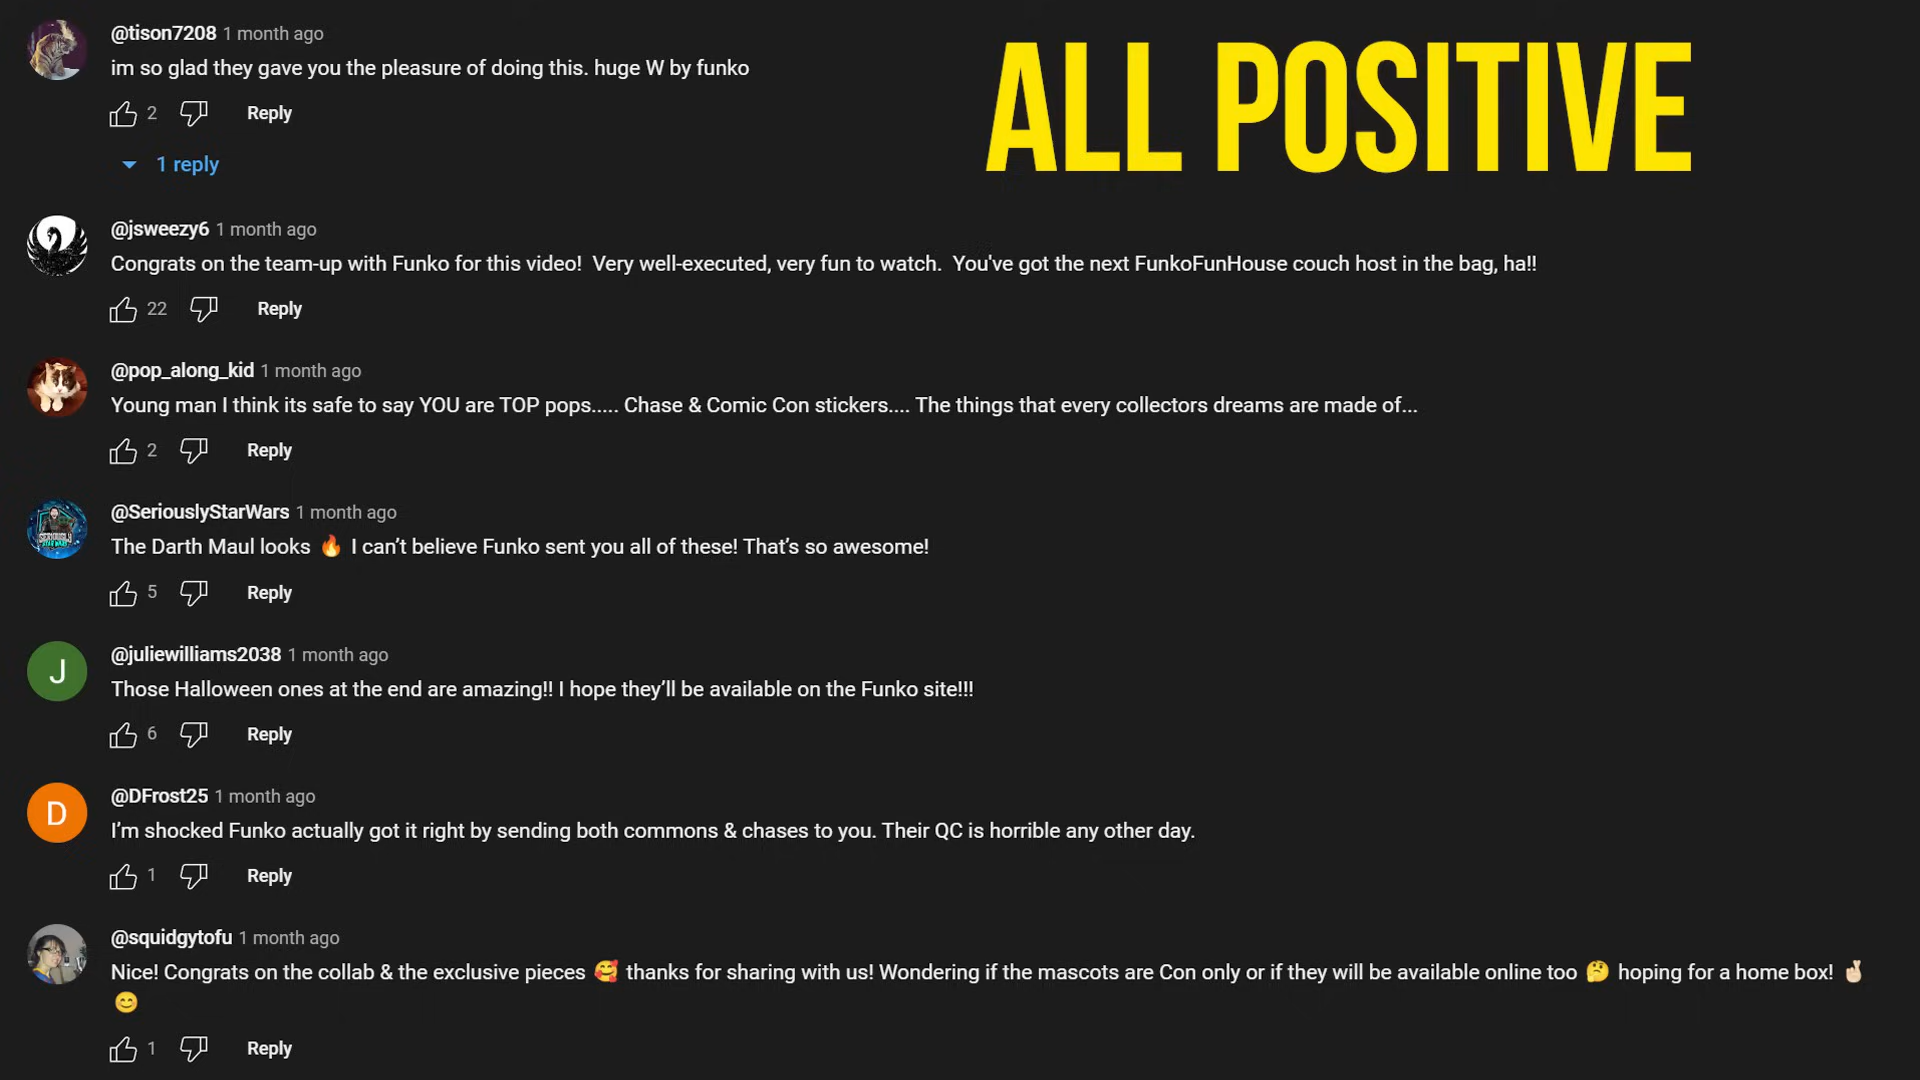 @tison7208 1 month ago
ALL POSITIVE
im so glad they gave you the pleasure of doing this. huge W by funko
2 Reply
1 reply
@jsweezy6 1 month ago
Congrats on the team-up with Funko for this video!  Very well-executed, very fun to watch.  You've got the next FunkoFunHouse couch host in the bag, ha!!
22 Reply
@pop_along_kid 1 month ago
Young man I think its safe to say YOU are TOP pops..... Chase & Comic Con stickers.... The things that every collectors dreams are made of...
2 Reply
@SeriouslyStarWars 1 month ago
The Darth Maul looks 🔥 I can’t believe Funko sent you all of these! That’s so awesome!
5 Reply
J
@juliewilliams2038 1 month ago
Those Halloween ones at the end are amazing!! I hope they’ll be available on the Funko site!!!
6 Reply
D
@DFrost25 1 month ago
I’m shocked Funko actually got it right by sending both commons & chases to you. Their QC is horrible any other day.
1 Reply
@squidgytofu 1 month ago
Nice! Congrats on the collab & the exclusive pieces 🥰 thanks for sharing with us! Wondering if the mascots are Con only or if they will be available online too 🤔 hoping for a home box! 🤞🏻
😊
1 Reply